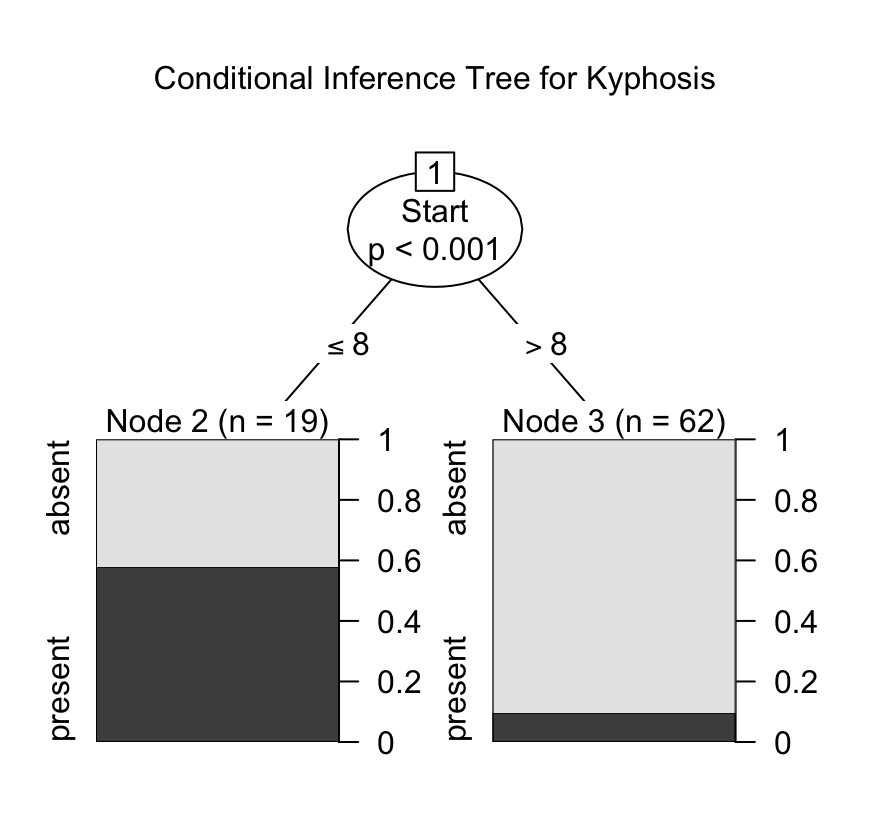 Conditional Inference Tree for Kyphosis
1
Start
p < 0.001
≤ 8
> 8
Node 2 (n = 19)
absent
present
1
0.8
0.6
0.4
0.2
0
Node 3 (n = 62)
absent
present
1
0.8
0.6
0.4
0.2
0